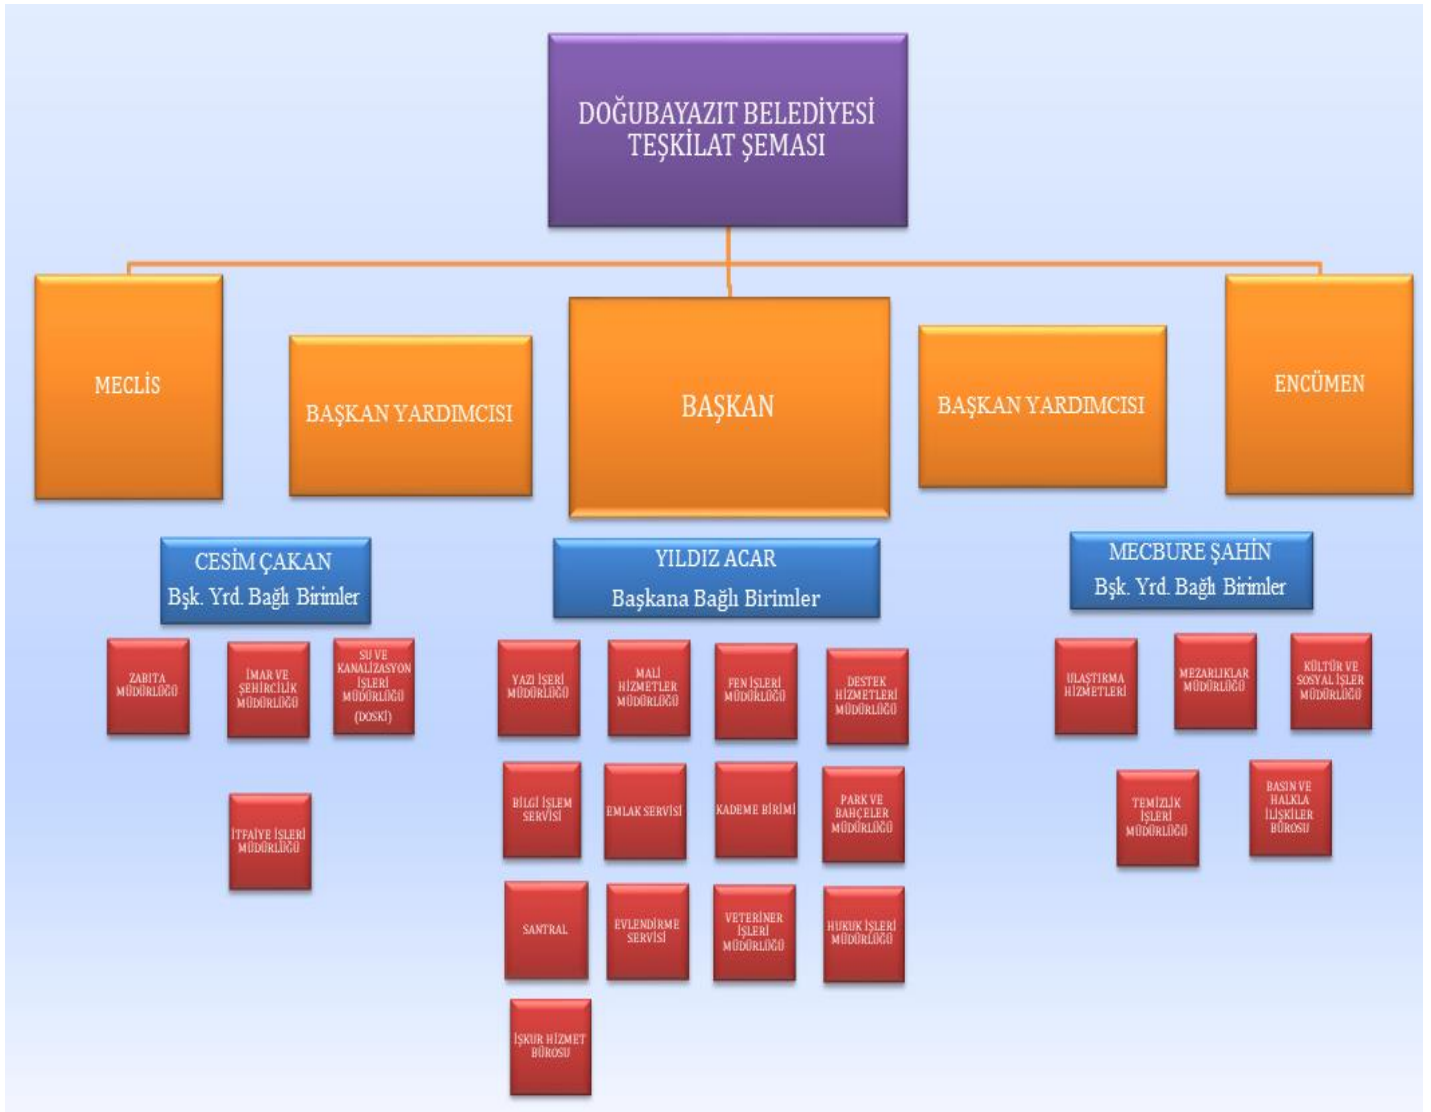 DOĞUBAYAZIT BELEDİYESİ
TEŞKİLAT ŞEMASI
MECLİS
BAŞKAN YARDIMCISI
BAŞKAN
BAŞKAN YARDIMCISI
ENCÜMEN
CESİM ÇAKAN
Bşk. Yrd. Bağlı Birimler
YILDIZ ACAR
Başkana Bağlı Birimler
MECBURE ŞAHİN
Bşk. Yrd. Bağlı Birimler
ZABITA
MÜDÜRLÜĞÜ
İMAR VE
ŞEHİRCİLİK
MÜDÜRLÜĞÜ
SU VE
KANALİZASYON
İŞLERİ
MÜDÜRLÜĞÜ
(DOSKİ)
İTFAİYE İŞLERİ
MÜDÜRLÜĞÜ
YAZI İŞERİ
MÜDÜRLÜĞÜ
MALİ
HİZMETLER
MÜDÜRLÜĞÜ
FEN İŞLERİ
MÜDÜRLÜĞÜ
DESTEK
HİZMETLERİ
MÜDÜRLÜĞÜ
BİLGİ İŞLEM
SERVİSİ
EMLAK SERVİSİ
KADEME BİRİMİ
PARK VE
BAHÇELER
MÜDÜRLÜĞÜ
SANTRAL
EVLENDİRME
SERVİSİ
VETERİNER
İŞLERİ
MÜDÜRLÜĞÜ
HUKUK İŞLERİ
MÜDÜRLÜĞÜ
İŞKUR HİZMET
BÜROSU
ULAŞTIRMA
HİZMETLERİ
MEZARLIKLAR
MÜDÜRLÜĞÜ
KÜLTÜR VE
SOSYAL İŞLER
MÜDÜRLÜĞÜ
TEMİZLİK
İŞLERİ
MÜDÜRLÜĞÜ
BASIN VE
HALKLA
İLİŞKİLER
BÜROSU